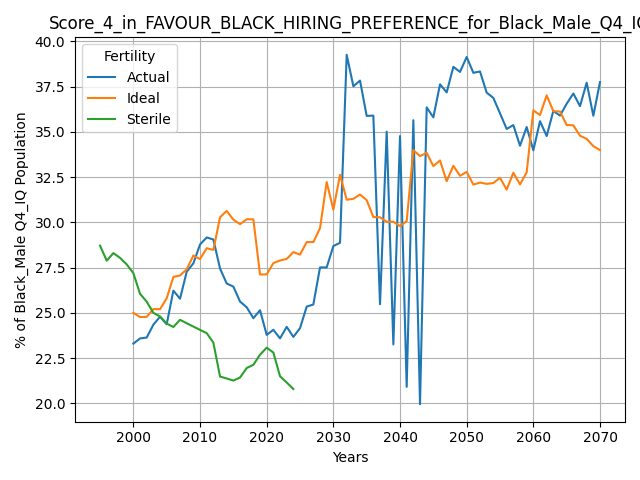 Score_4_in_FAVOUR_BLACK_HIRING_PREFERENCE_for_Black_Male_Q4_IQ
40.0
37.5
35.0
32.5
30.0
27.5
25.0
22.5
20.0
% of Black_Male Q4_IQ Population
Fertility
Actual
Ideal
Sterile
2000 2010 2020 2030 2040 2050 2060 2070
Years